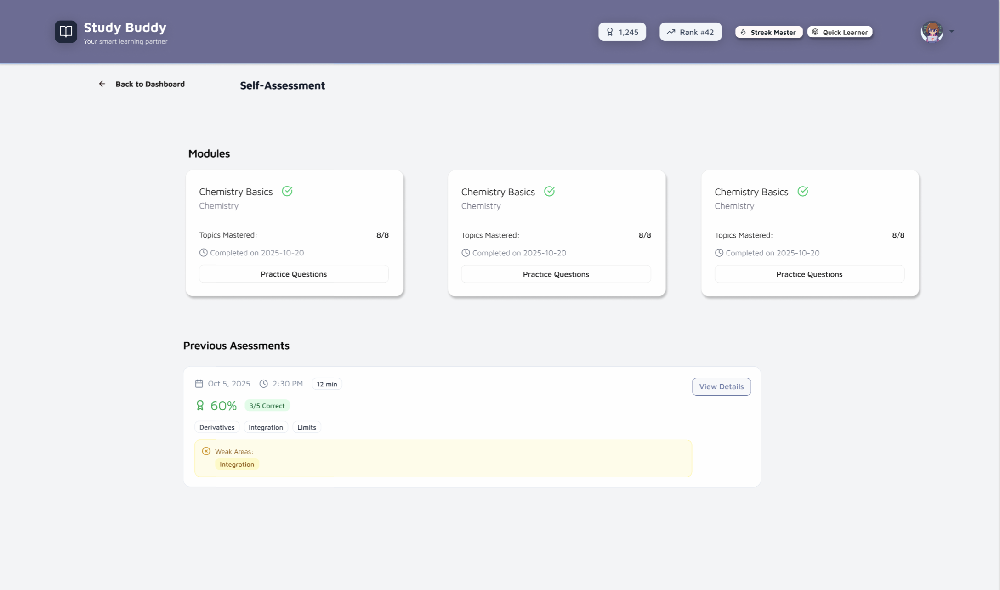 Study Buddy
Your smart learning partner
1,245
Rank #42
Streak Master
Quick Learner
Back to Dashboard
Self-Assessment
Modules
Chemistry Basics
Chemistry
Topics Mastered: 8/8
Completed on 2025-10-20
Practice Questions
Chemistry Basics
Chemistry
Topics Mastered: 8/8
Completed on 2025-10-20
Practice Questions
Chemistry Basics
Chemistry
Topics Mastered: 8/8
Completed on 2025-10-20
Practice Questions
Previous Asessments
Oct 5, 2025 2:30 PM 12 min
View Details
60% 3/5 Correct
Derivatives Integration Limits
Weak Areas:
Integration